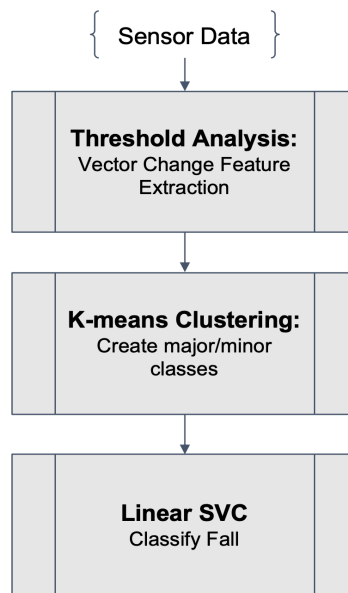 Sensor Data
Threshold Analysis:
Vector Change Feature
Extraction
K-means Clustering:
Create major/minor
classes
Linear SVC
Classify Fall